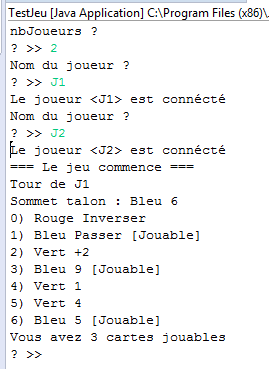 TestJeu [Java Application] C:\Program Files (x86)\
nbJoueurs ?
? >> 2
Nom du joueur ?
? >> J1
Le joueur <J1> est connécté
Nom du joueur ?
? >> J2
Le joueur <J2> est connécté
=== Le jeu commence ===
Tour de J1
Sommet talon : Bleu 6
0) Rouge Inverser
1) Bleu Passer [Jouable]
2) Vert +2
3) Bleu 9 [Jouable]
4) Vert 1
5) Vert 4
6) Bleu 5 [Jouable]
Vous avez 3 cartes jouables
? >>